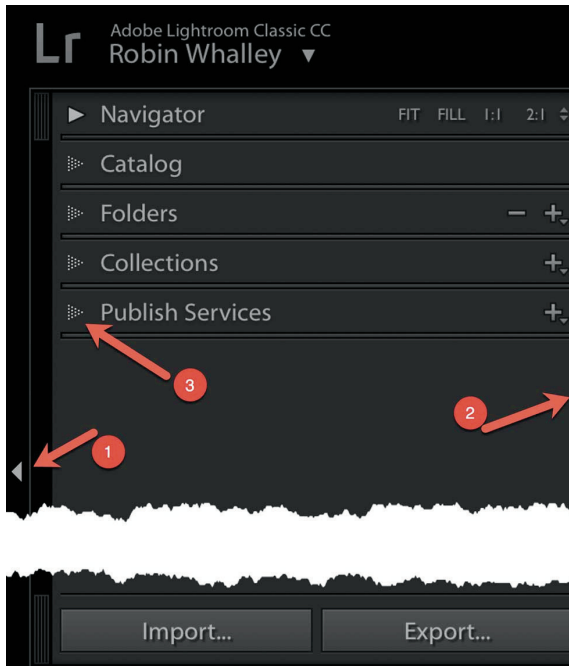 Lr
Adobe Lightroom Classic CC
Robin Whalley ▼
Navigator FIT FILL 1:1 2:1
Catalog
Folders − +
Collections +
Publish Services +
3
2
1
Import... Export...